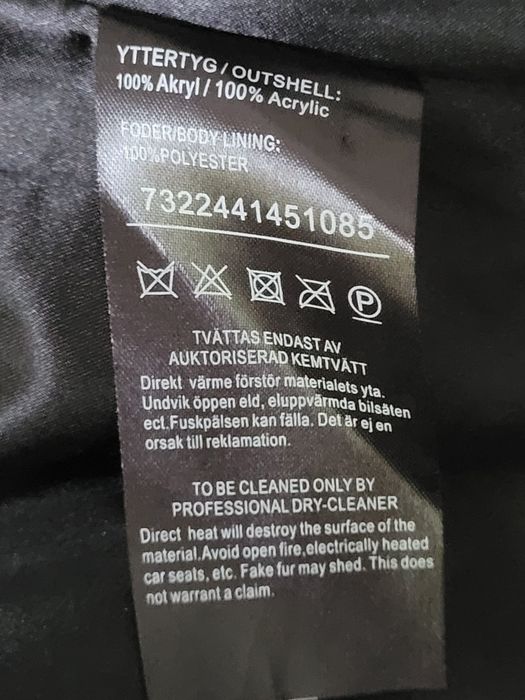 YTTERTYG / OUTSHELL:
100% Akryl / 100% Acrylic
FODER/BODY LINING:
100%POLYESTER
7322441451085
P
TVÄTTAS ENDAST AV
AUKTORISERAD KEMTVÄTT
Direkt värme förstör materialets yta.
Undvik öppen eld, eluppvärmda bilsäten
ect.Fuskpälsen kan fälla. Det är ej en
orsak till reklamation.
TO BE CLEANED ONLY BY
PROFESSIONAL DRY-CLEANER
Direct heat will destroy the surface of the
material.Avoid open fire,electrically heated
car seats, etc. Fake fur may shed. This does
not warrant a claim.